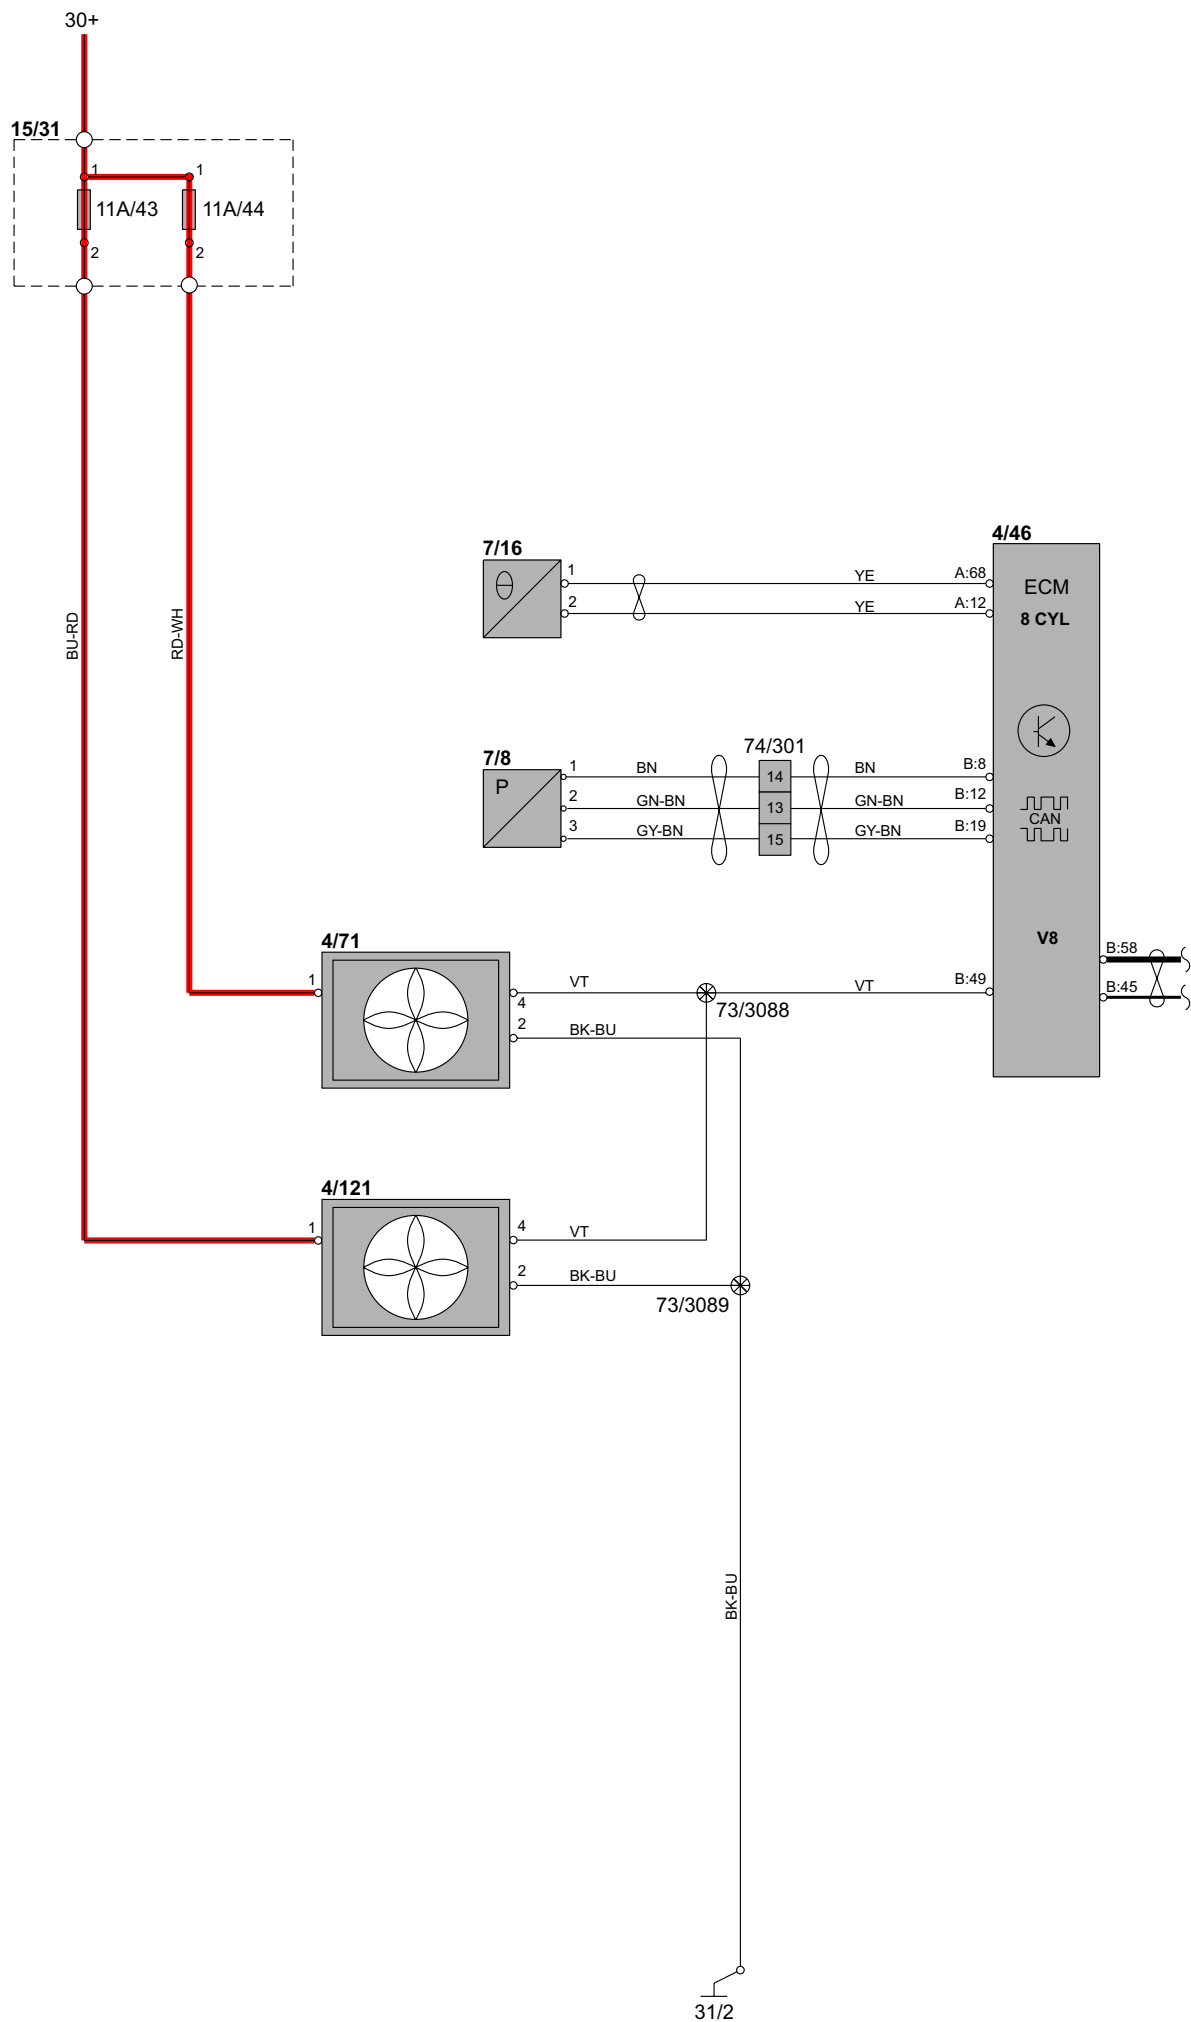 30+
15/31
1
1
11A/43
11A/44
2
2
BU-RD
RD-WH
4/46
7/16
1
YE
A:68
ECM
2
YE
A:12
8 CYL
74/301
7/8
1
BN
14
BN
B:8
P
2
GN-BN
13
GN-BN
B:12
CAN
3
GY-BN
15
GY-BN
B:19
V8
4/71
B:58
1
VT
VT
B:49
B:45
4
73/3088
2
BK-BU
4/121
1
4
VT
2
BK-BU
73/3089
BK-BU
31/2